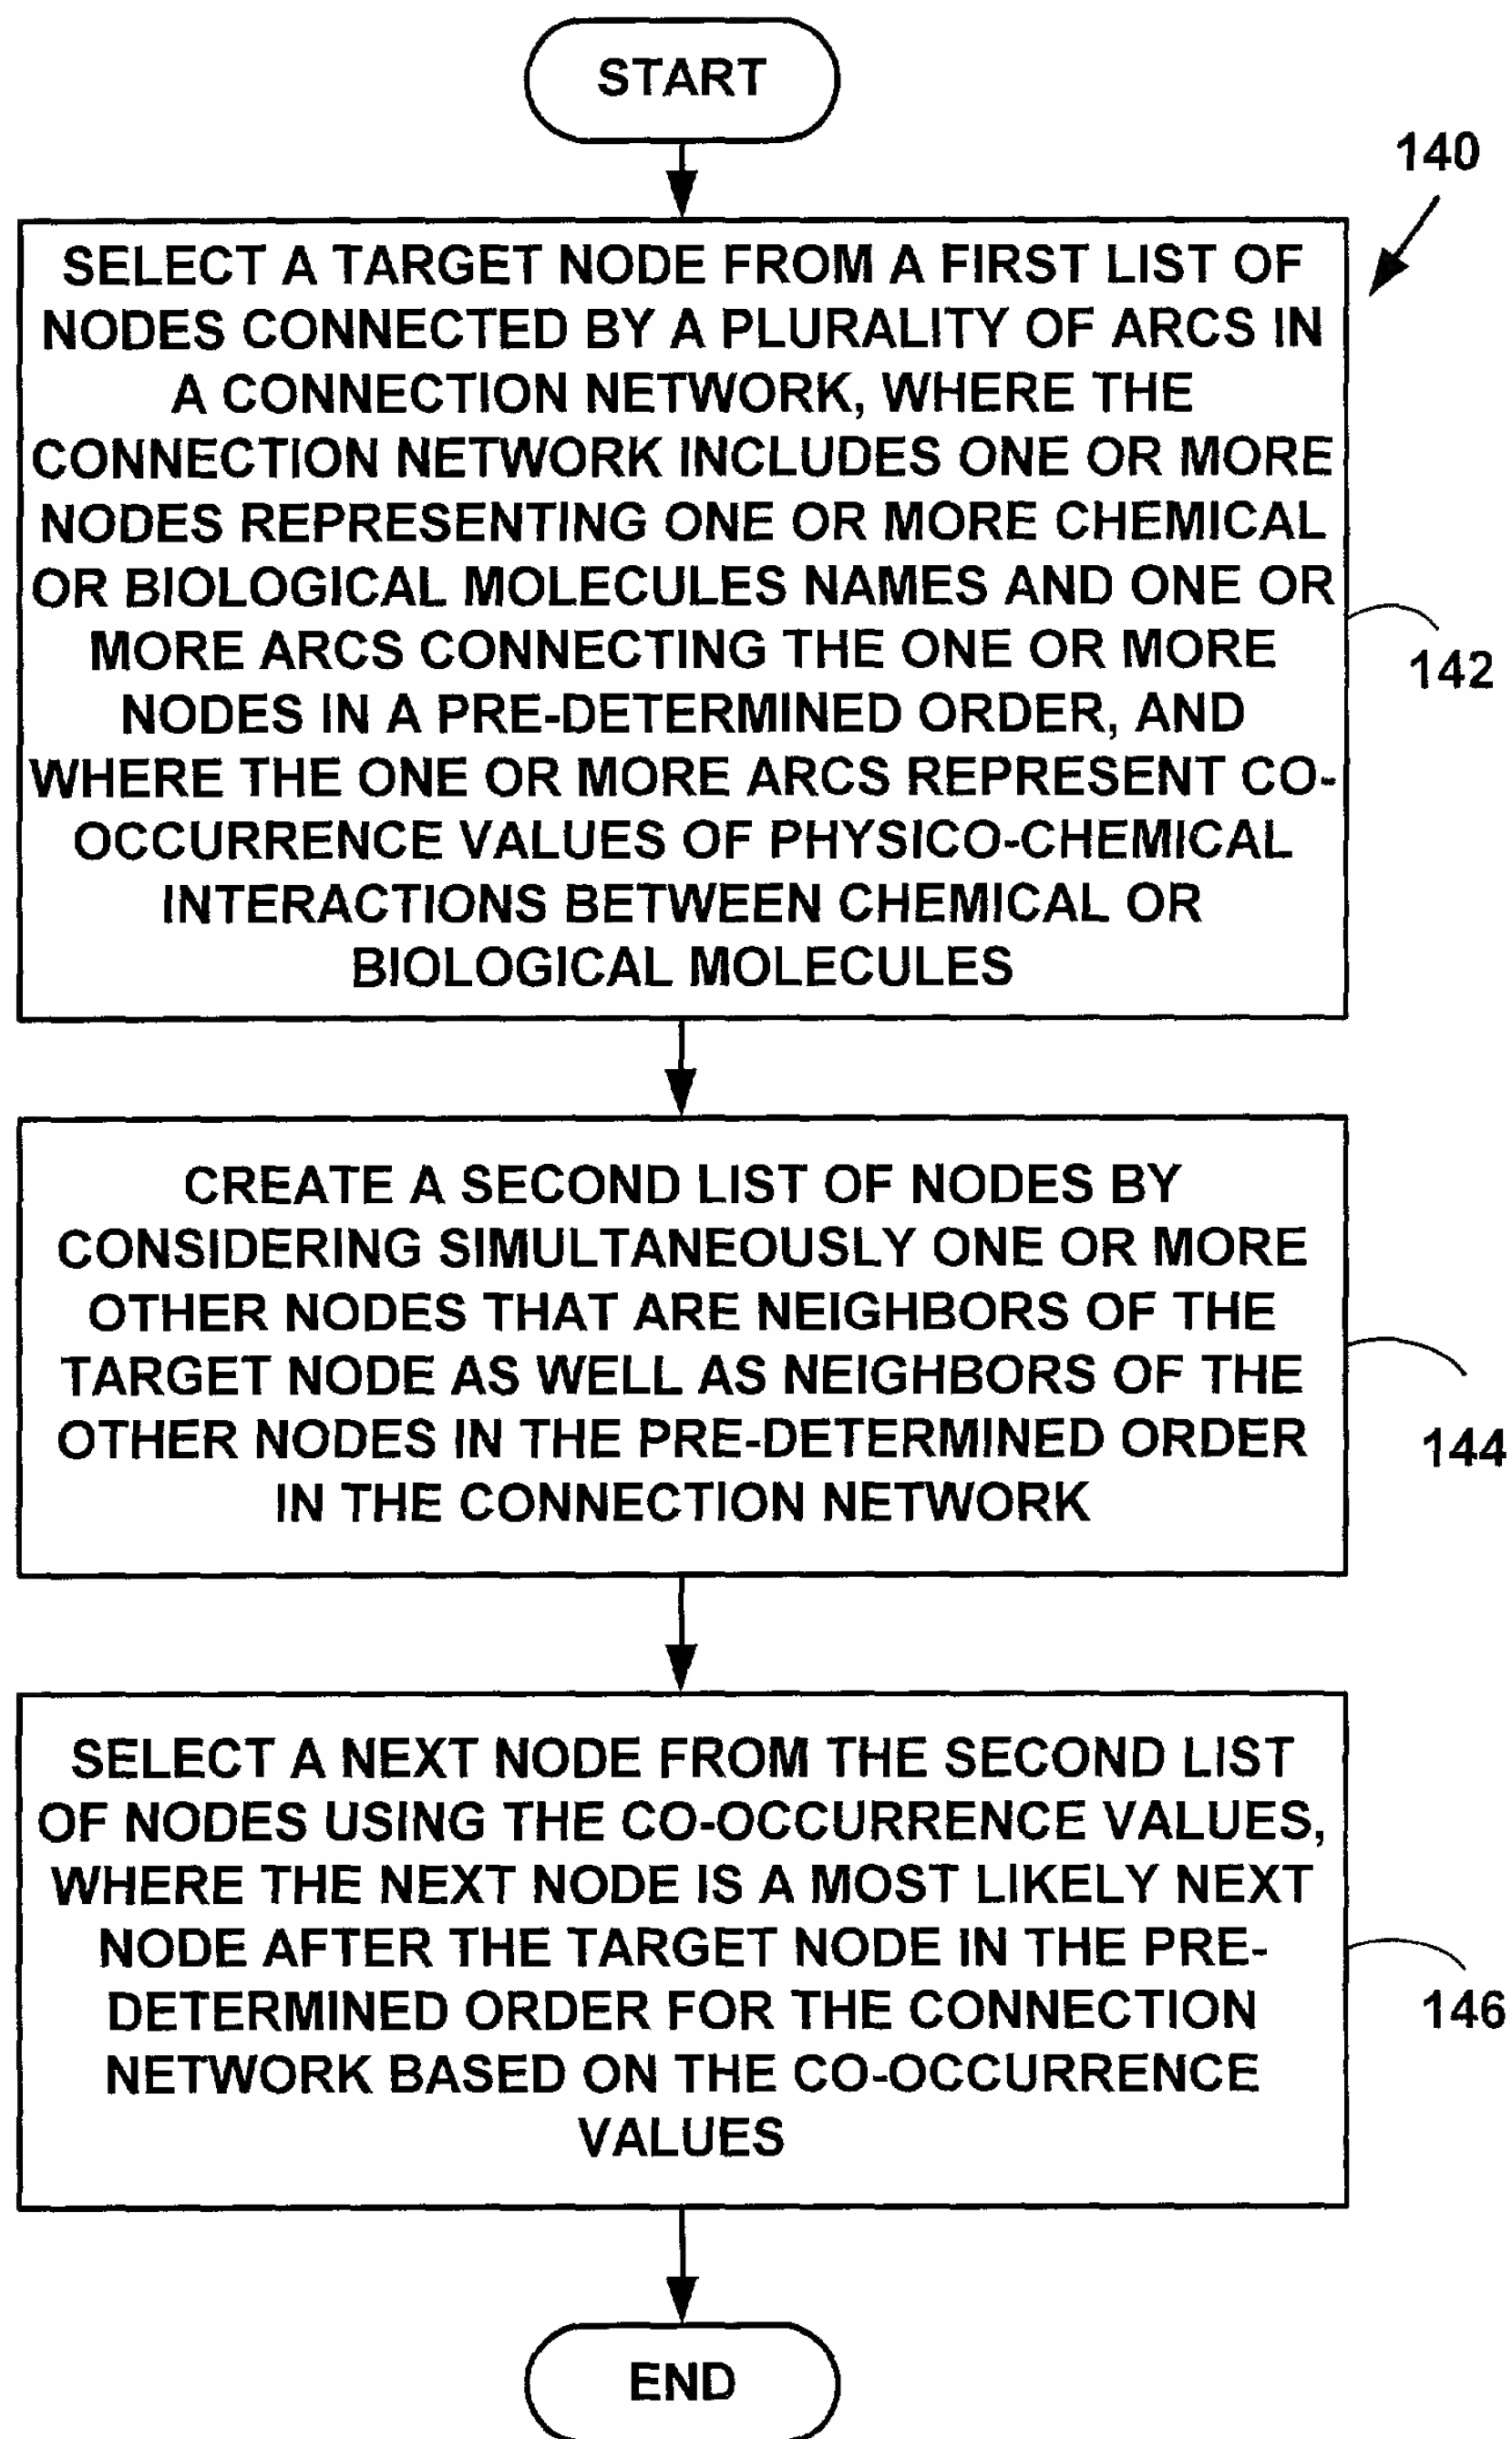 START
140
SELECT A TARGET NODE FROM A FIRST LIST OF
NODES CONNECTED BY A PLURALITY OF ARCS IN
A CONNECTION NETWORK, WHERE THE
CONNECTION NETWORK INCLUDES ONE OR MORE
NODES REPRESENTING ONE OR MORE CHEMICAL
OR BIOLOGICAL MOLECULES NAMES AND ONE OR
MORE ARCS CONNECTING THE ONE OR MORE
NODES IN A PRE-DETERMINED ORDER, AND
WHERE THE ONE OR MORE ARCS REPRESENT CO-
OCCURRENCE VALUES OF PHYSICO-CHEMICAL
INTERACTIONS BETWEEN CHEMICAL OR
BIOLOGICAL MOLECULES
142
CREATE A SECOND LIST OF NODES BY
CONSIDERING SIMULTANEOUSLY ONE OR MORE
OTHER NODES THAT ARE NEIGHBORS OF THE
TARGET NODE AS WELL AS NEIGHBORS OF THE
OTHER NODES IN THE PRE-DETERMINED ORDER
IN THE CONNECTION NETWORK
144
SELECT A NEXT NODE FROM THE SECOND LIST
OF NODES USING THE CO-OCCURRENCE VALUES,
WHERE THE NEXT NODE IS A MOST LIKELY NEXT
NODE AFTER THE TARGET NODE IN THE PRE-
DETERMINED ORDER FOR THE CONNECTION
NETWORK BASED ON THE CO-OCCURRENCE
VALUES
146
END